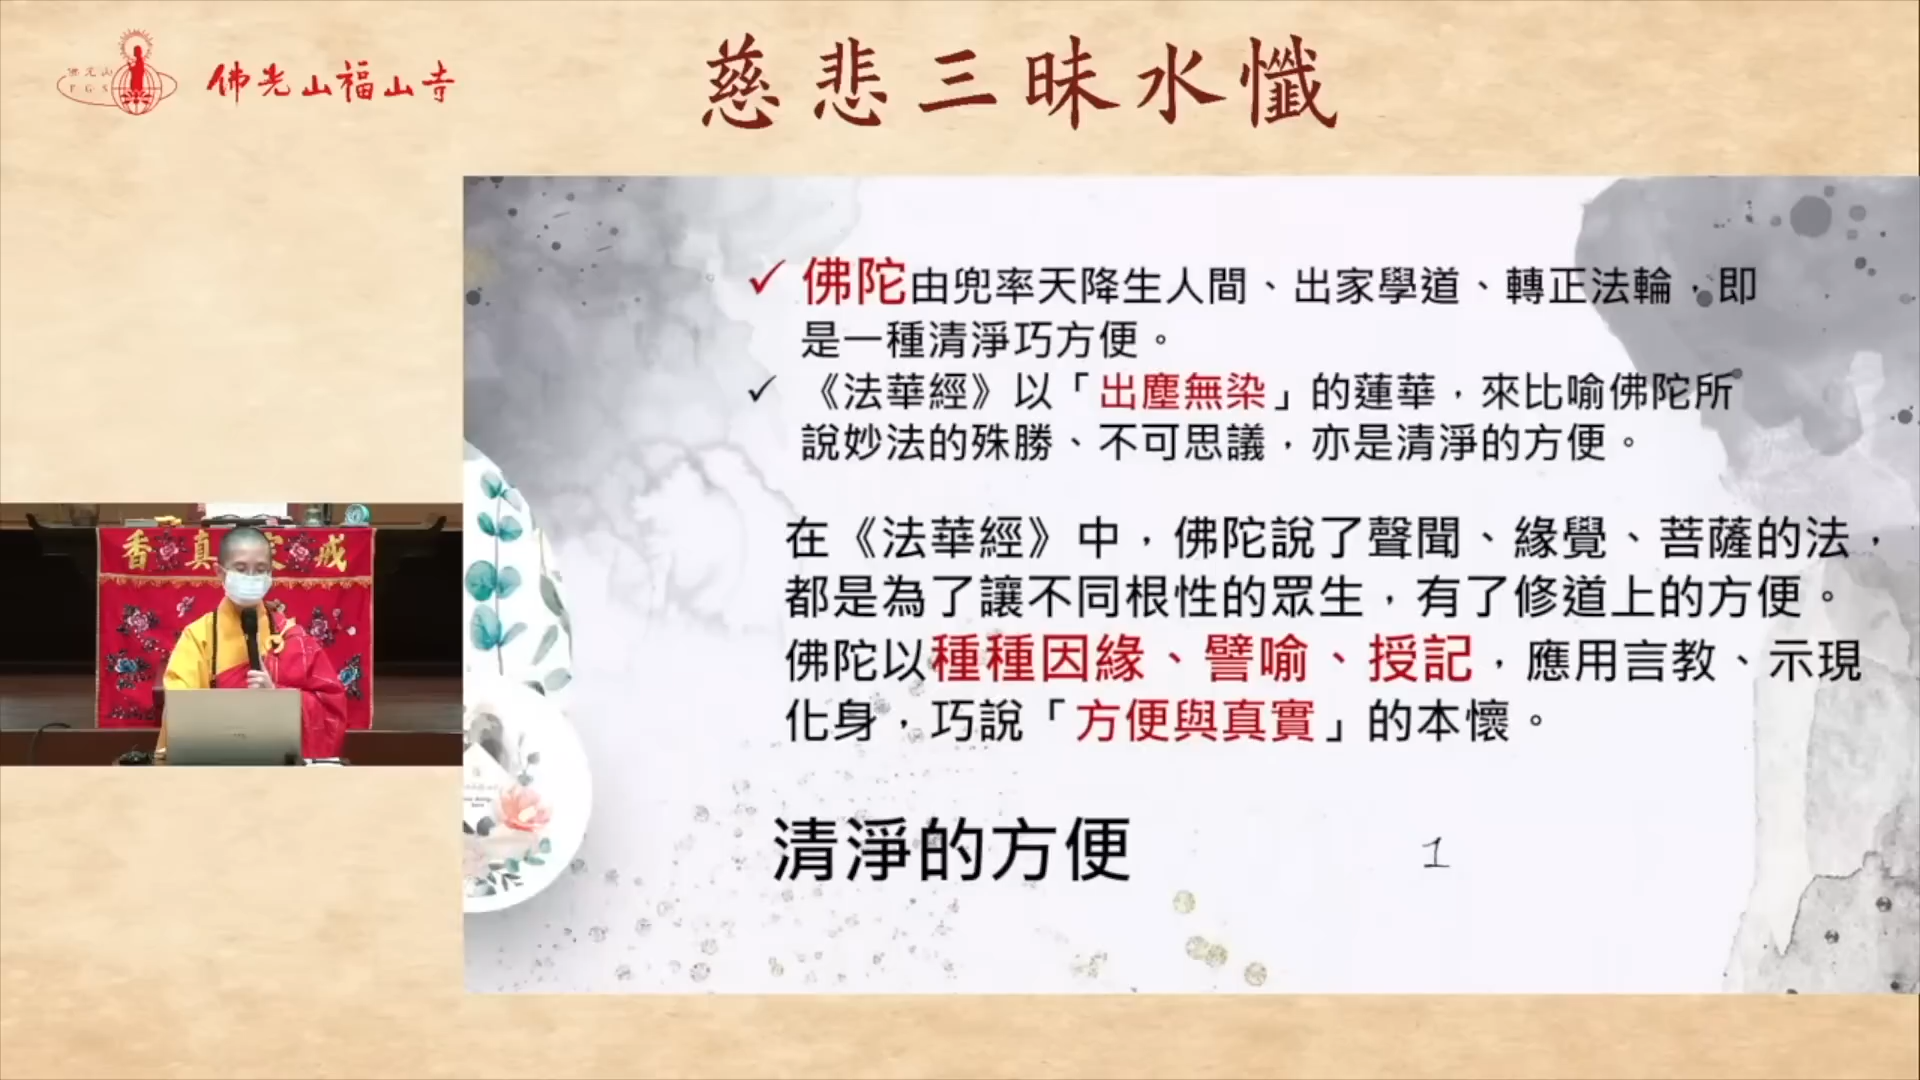 佛光山
F G S
佛光山福山寺
慈悲三昧水懺
✓ 佛陀由兜率天降生人間、出家學道、轉正法輪，即
是一種清淨巧方便。
✓ 《法華經》以「出塵無染」的蓮華，來比喻佛陀所
說妙法的殊勝、不可思議，亦是清淨的方便。
在《法華經》中，佛陀說了聲聞、緣覺、菩薩的法，
都是為了讓不同根性的眾生，有了修道上的方便。
佛陀以種種因緣、譬喻、授記，應用言教、示現
化身，巧說「方便與真實」的本懷。
清淨的方便
1
香真 戒